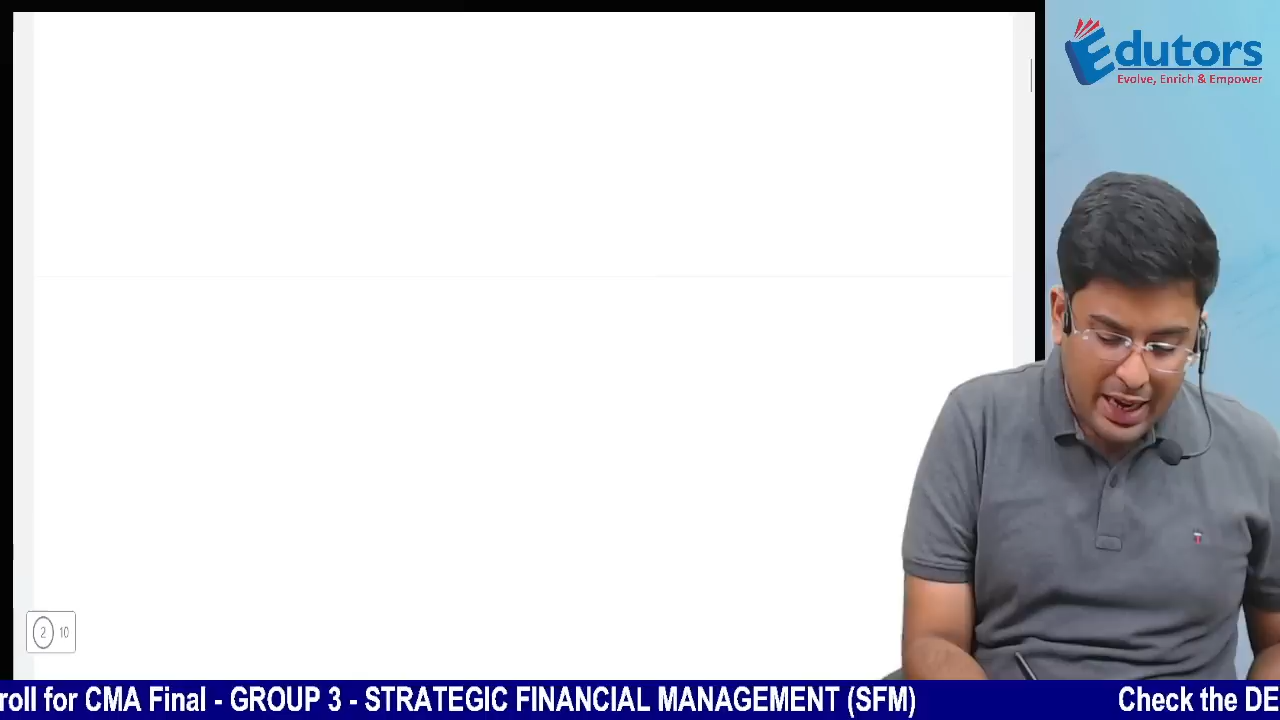 Edutors
Evolve, Enrich & Empower
2 10
roll for CMA Final - GROUP 3 - STRATEGIC FINANCIAL MANAGEMENT (SFM)
Check the DE